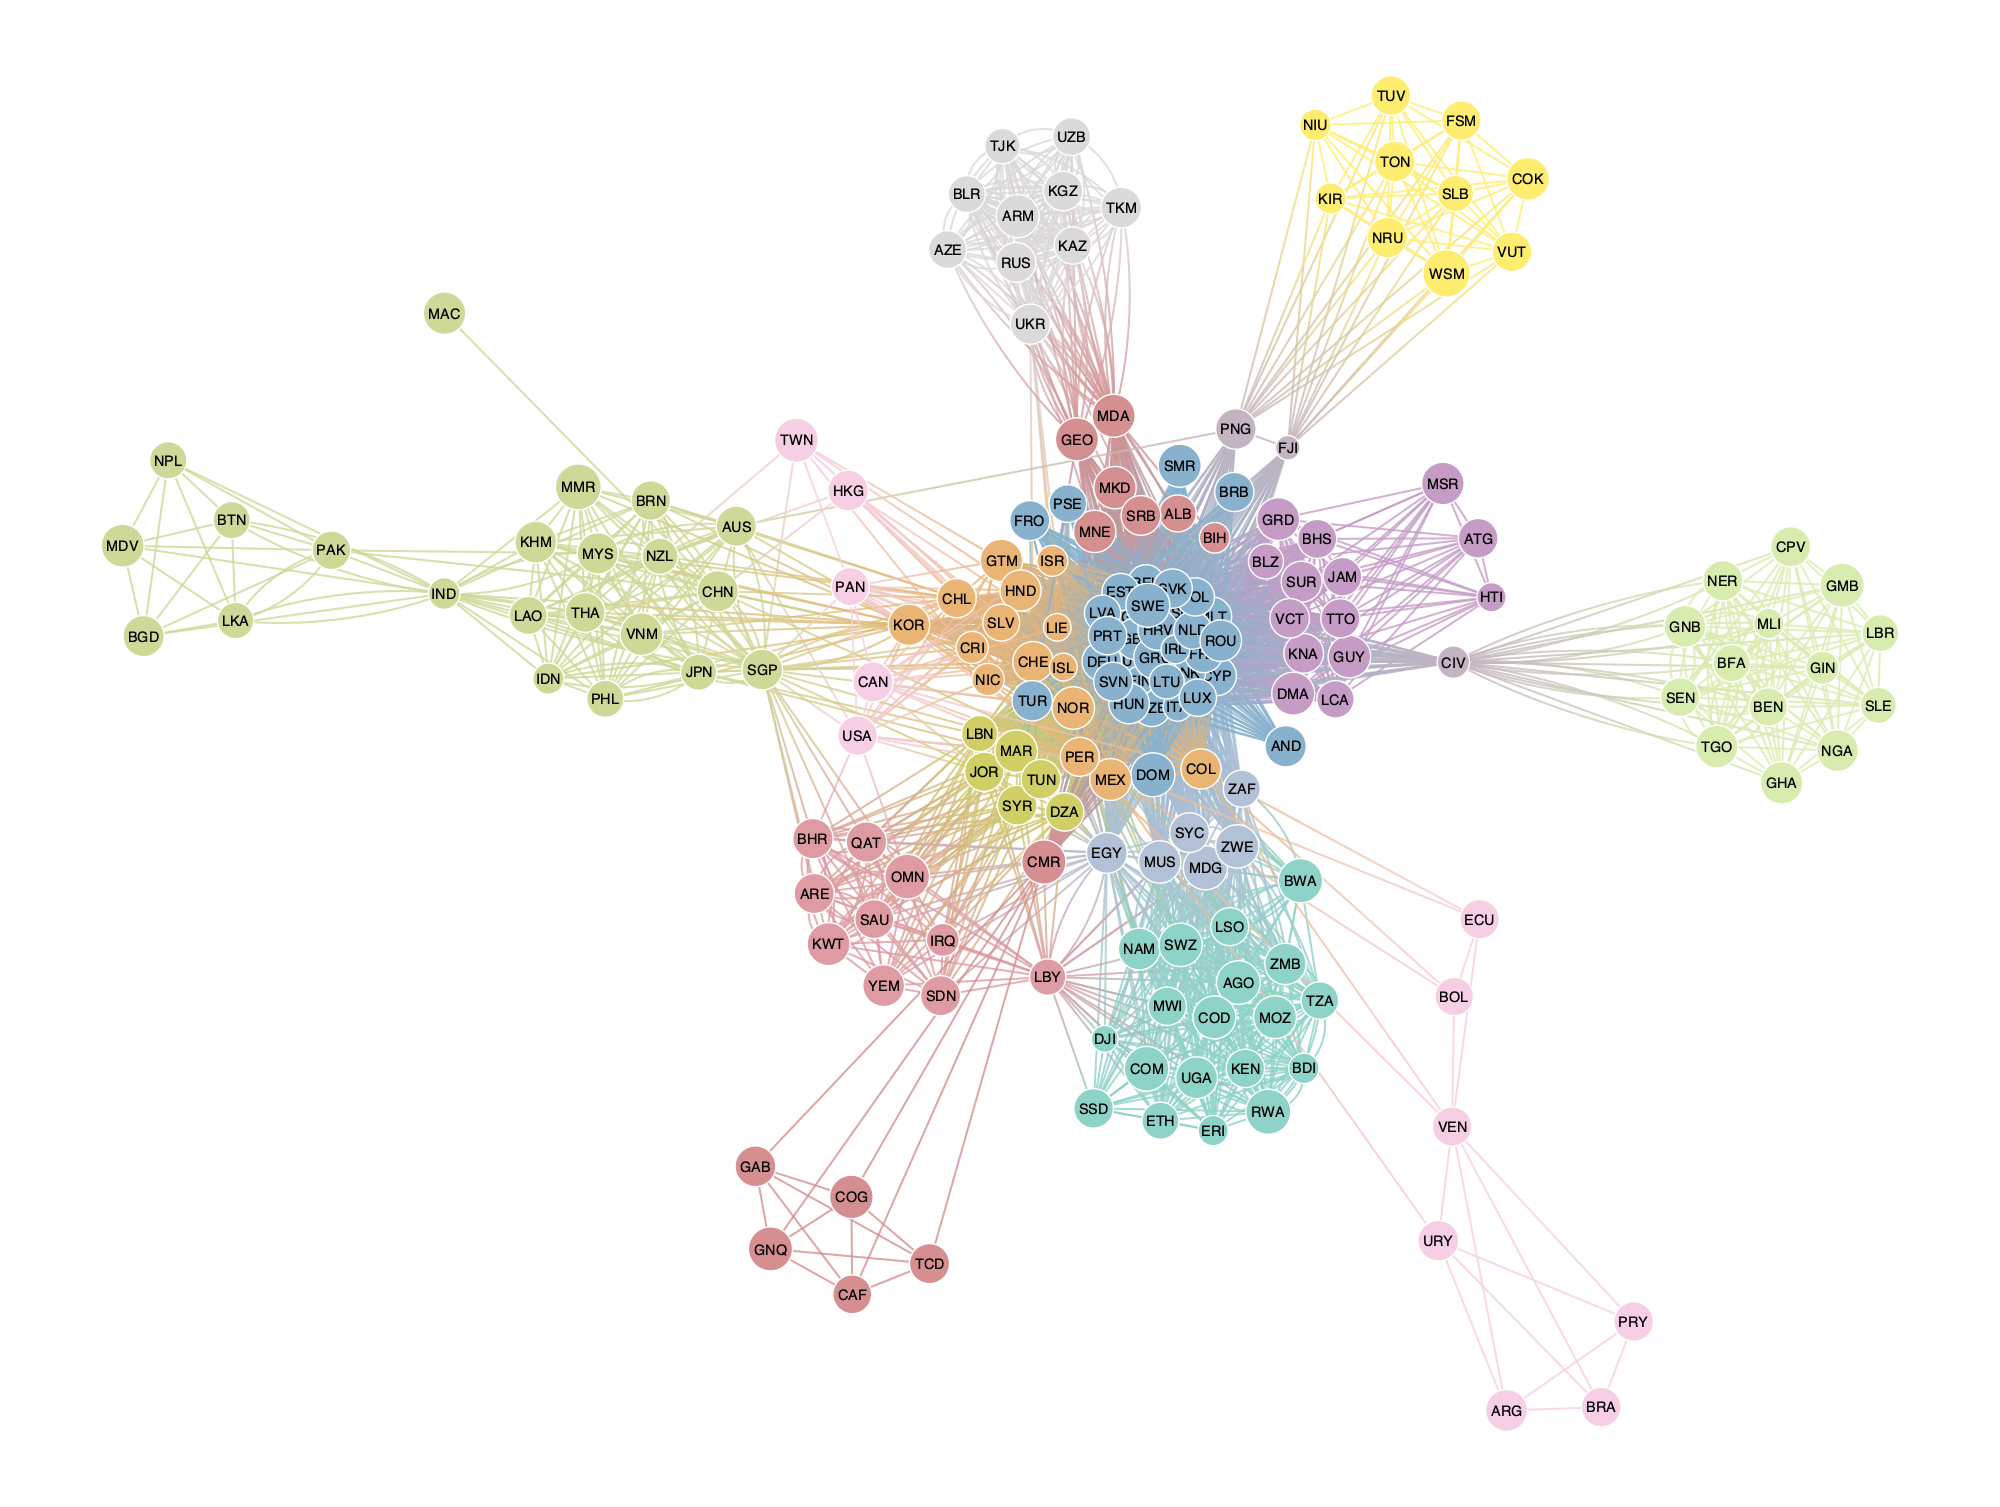 TUV
NIU
FSM
TON
COK
KIR
SLB
NRU
VUT
WSM
UZB
TJK
BLR
KGZ
ARM
TKM
AZE
KAZ
RUS
UKR
MAC
MDA
GEO
PNG
FJI
TWN
HKG
SMR
BRB
MKD
PSE
FRO
MNE
SRB
ALB
BIH
MSR
GRD
BHS
ATG
BLZ
SUR
JAM
HTI
VCT
TTO
KNA
GUY
DMA
LCA
CIV
NPL
BTN
MDV
PAK
BGD
LKA
IND
MMR
BRN
AUS
KHM
MYS
NZL
CHN
LAO
THA
VNM
IDN
PHL
JPN
SGP
PAN
CAN
USA
GTM
ISR
CHL
HND
KOR
SLV
LIE
CRI
CHE
ISL
NIC
TUR
NOR
EST
SVK
LVA
SWE
PRT
HRV
NLD
ROU
IRL
SVN
LTU
CYP
HUN
LUX
AND
CPV
NER
GMB
GNB
MLI
LBR
BFA
GIN
SEN
BEN
SLE
TGO
NGA
GHA
LBN
MAR
JOR
TUN
SYR
DZA
PER
MEX
DOM
COL
ZAF
SYC
ZWE
EGY
MUS
MDG
BHR
QAT
OMN
ARE
SAU
KWT
IRQ
YEM
SDN
CMR
LBY
BWA
LSO
NAM
SWZ
ZMB
AGO
TZA
MWI
COD
MOZ
DJI
COM
UGA
KEN
BDI
SSD
ETH
ERI
RWA
ECU
BOL
VEN
URY
PRY
ARG
BRA
GAB
COG
GNQ
TCD
CAF